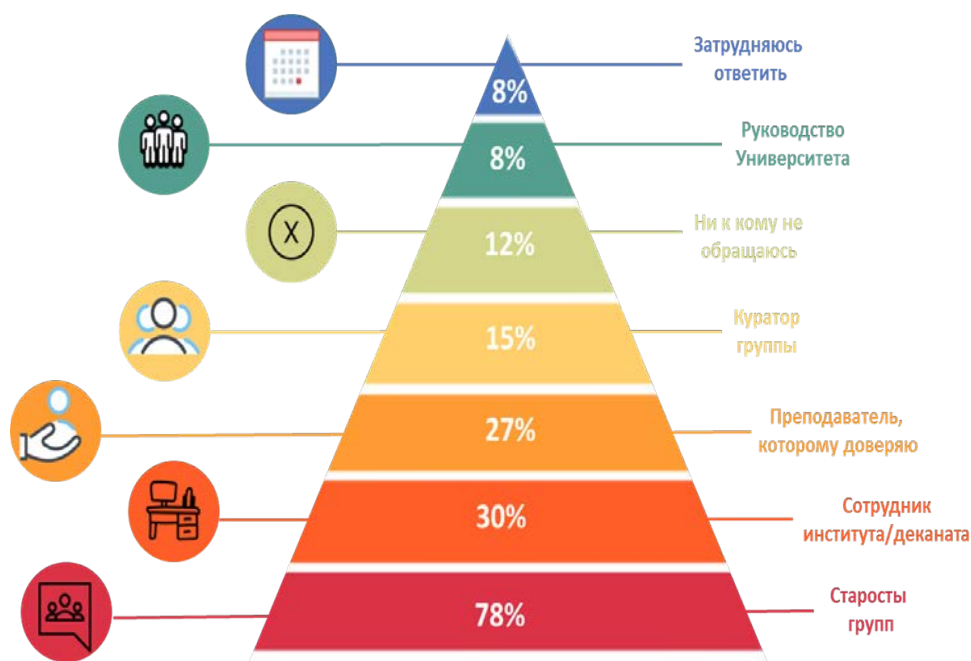 8%
Затрудняюсь
ответить
8%
Руководство
Университета
X
12%
Ни к кому не
обращаюсь
15%
Куратор
группы
27%
Преподаватель,
которому доверяю
30%
Сотрудник
института/деканата
78%
Старосты
групп